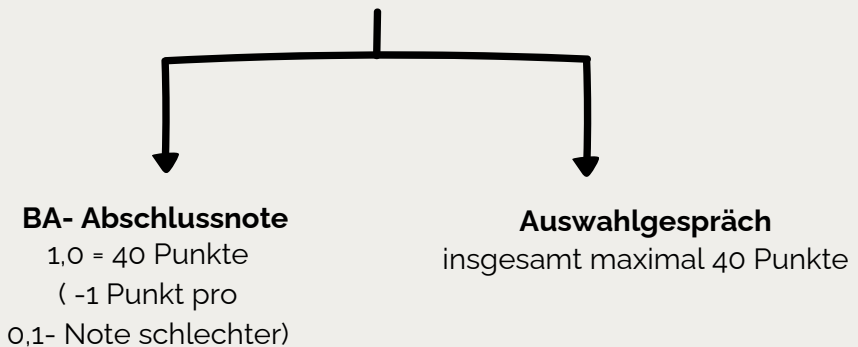 BA- Abschlussnote
1,0 = 40 Punkte
( -1 Punkt pro
0,1- Note schlechter)
Auswahlgespräch
insgesamt maximal 40 Punkte